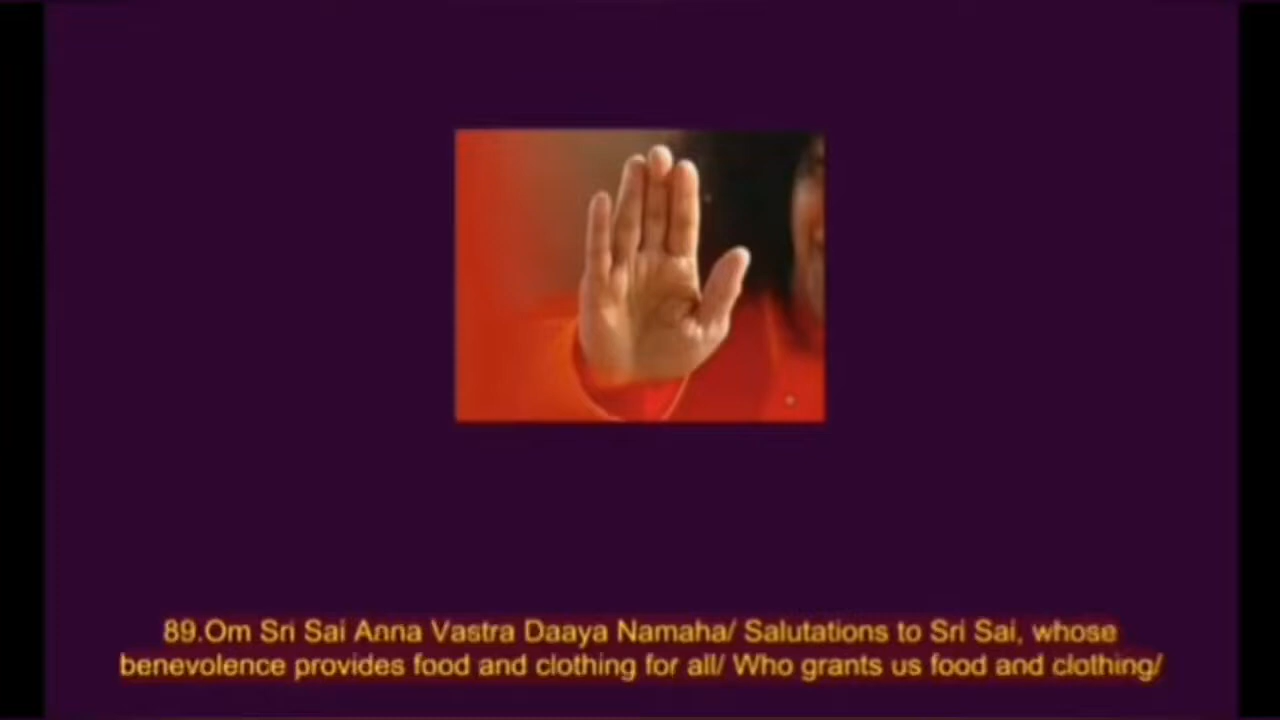 89.Om Sri Sai Anna Vastra Daaya Namaha/ Salutations to Sri Sai, whose
benevolence provides food and clothing for all/ Who grants us food and clothing/